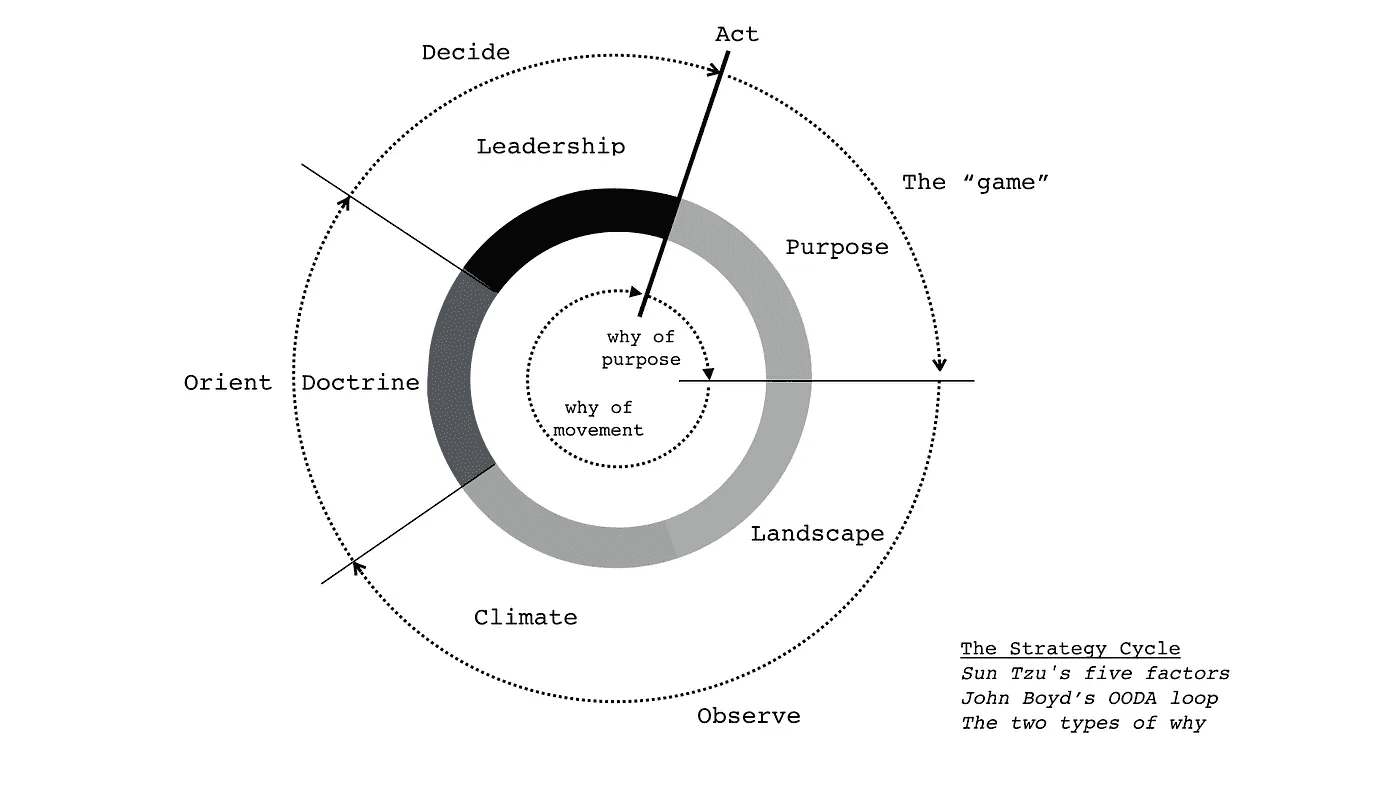 Act
Decide
Leadership
The “game”
Purpose
why of
purpose
Orient
Doctrine
why of
movement
Landscape
Climate
Observe
The Strategy Cycle
Sun Tzu's five factors
John Boyd’s OODA loop
The two types of why